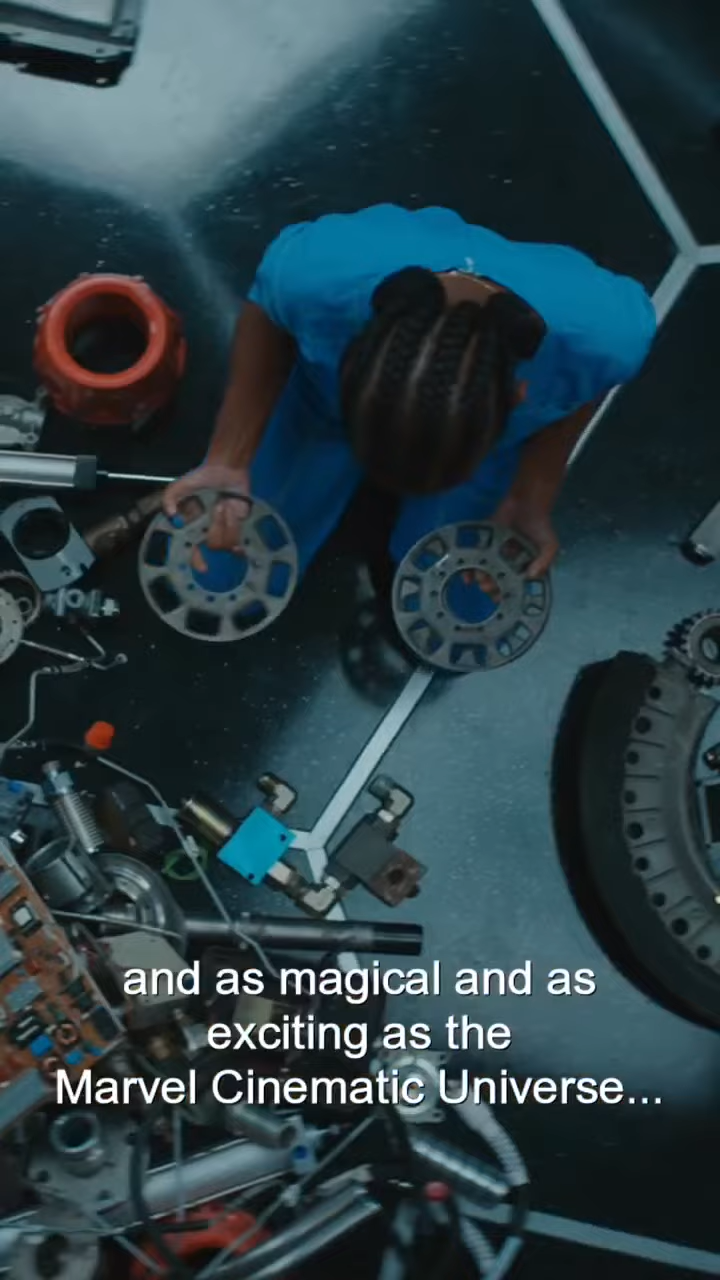 and as magical and as
exciting as the
Marvel Cinematic Universe...